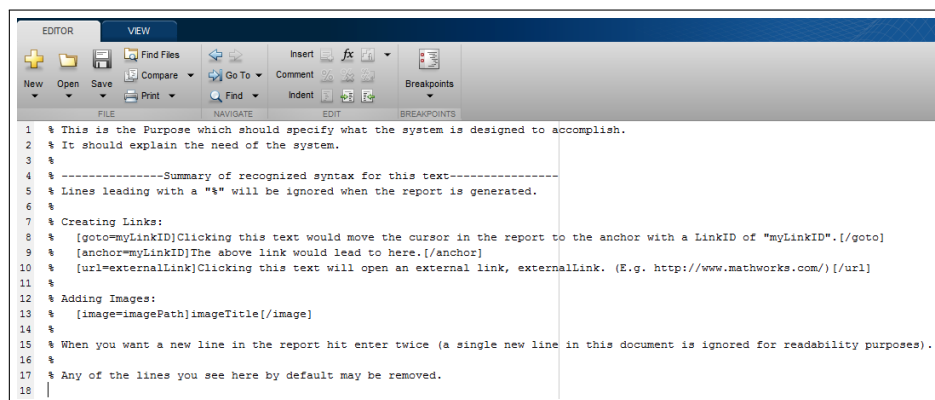 EDITOR VIEW
New Open Save Find Files Compare Print Go To Find Insert fx Comment Indent Breakpoints
FILE NAVIGATE EDIT BREAKPOINTS
1 % This is the Purpose which should specify what the system is designed to accomplish.
2 % It should explain the need of the system.
3 %
4 % ---------------Summary of recognized syntax for this text----------------
5 % Lines leading with a "%" will be ignored when the report is generated.
6 %
7 % Creating Links:
8 %   [goto=myLinkID]Clicking this text would move the cursor in the report to the anchor with a LinkID of "myLinkID".[/goto]
9 %   [anchor=myLinkID]The above link would lead to here.[/anchor]
10 %   [url=externalLink]Clicking this text will open an external link, externalLink. (E.g. http://www.mathworks.com/)[/url]
11 %
12 % Adding Images:
13 %   [image=imagePath]imageTitle[/image]
14 %
15 % When you want a new line in the report hit enter twice (a single new line in this document is ignored for readability purposes).
16 %
17 % Any of the lines you see here by default may be removed.
18